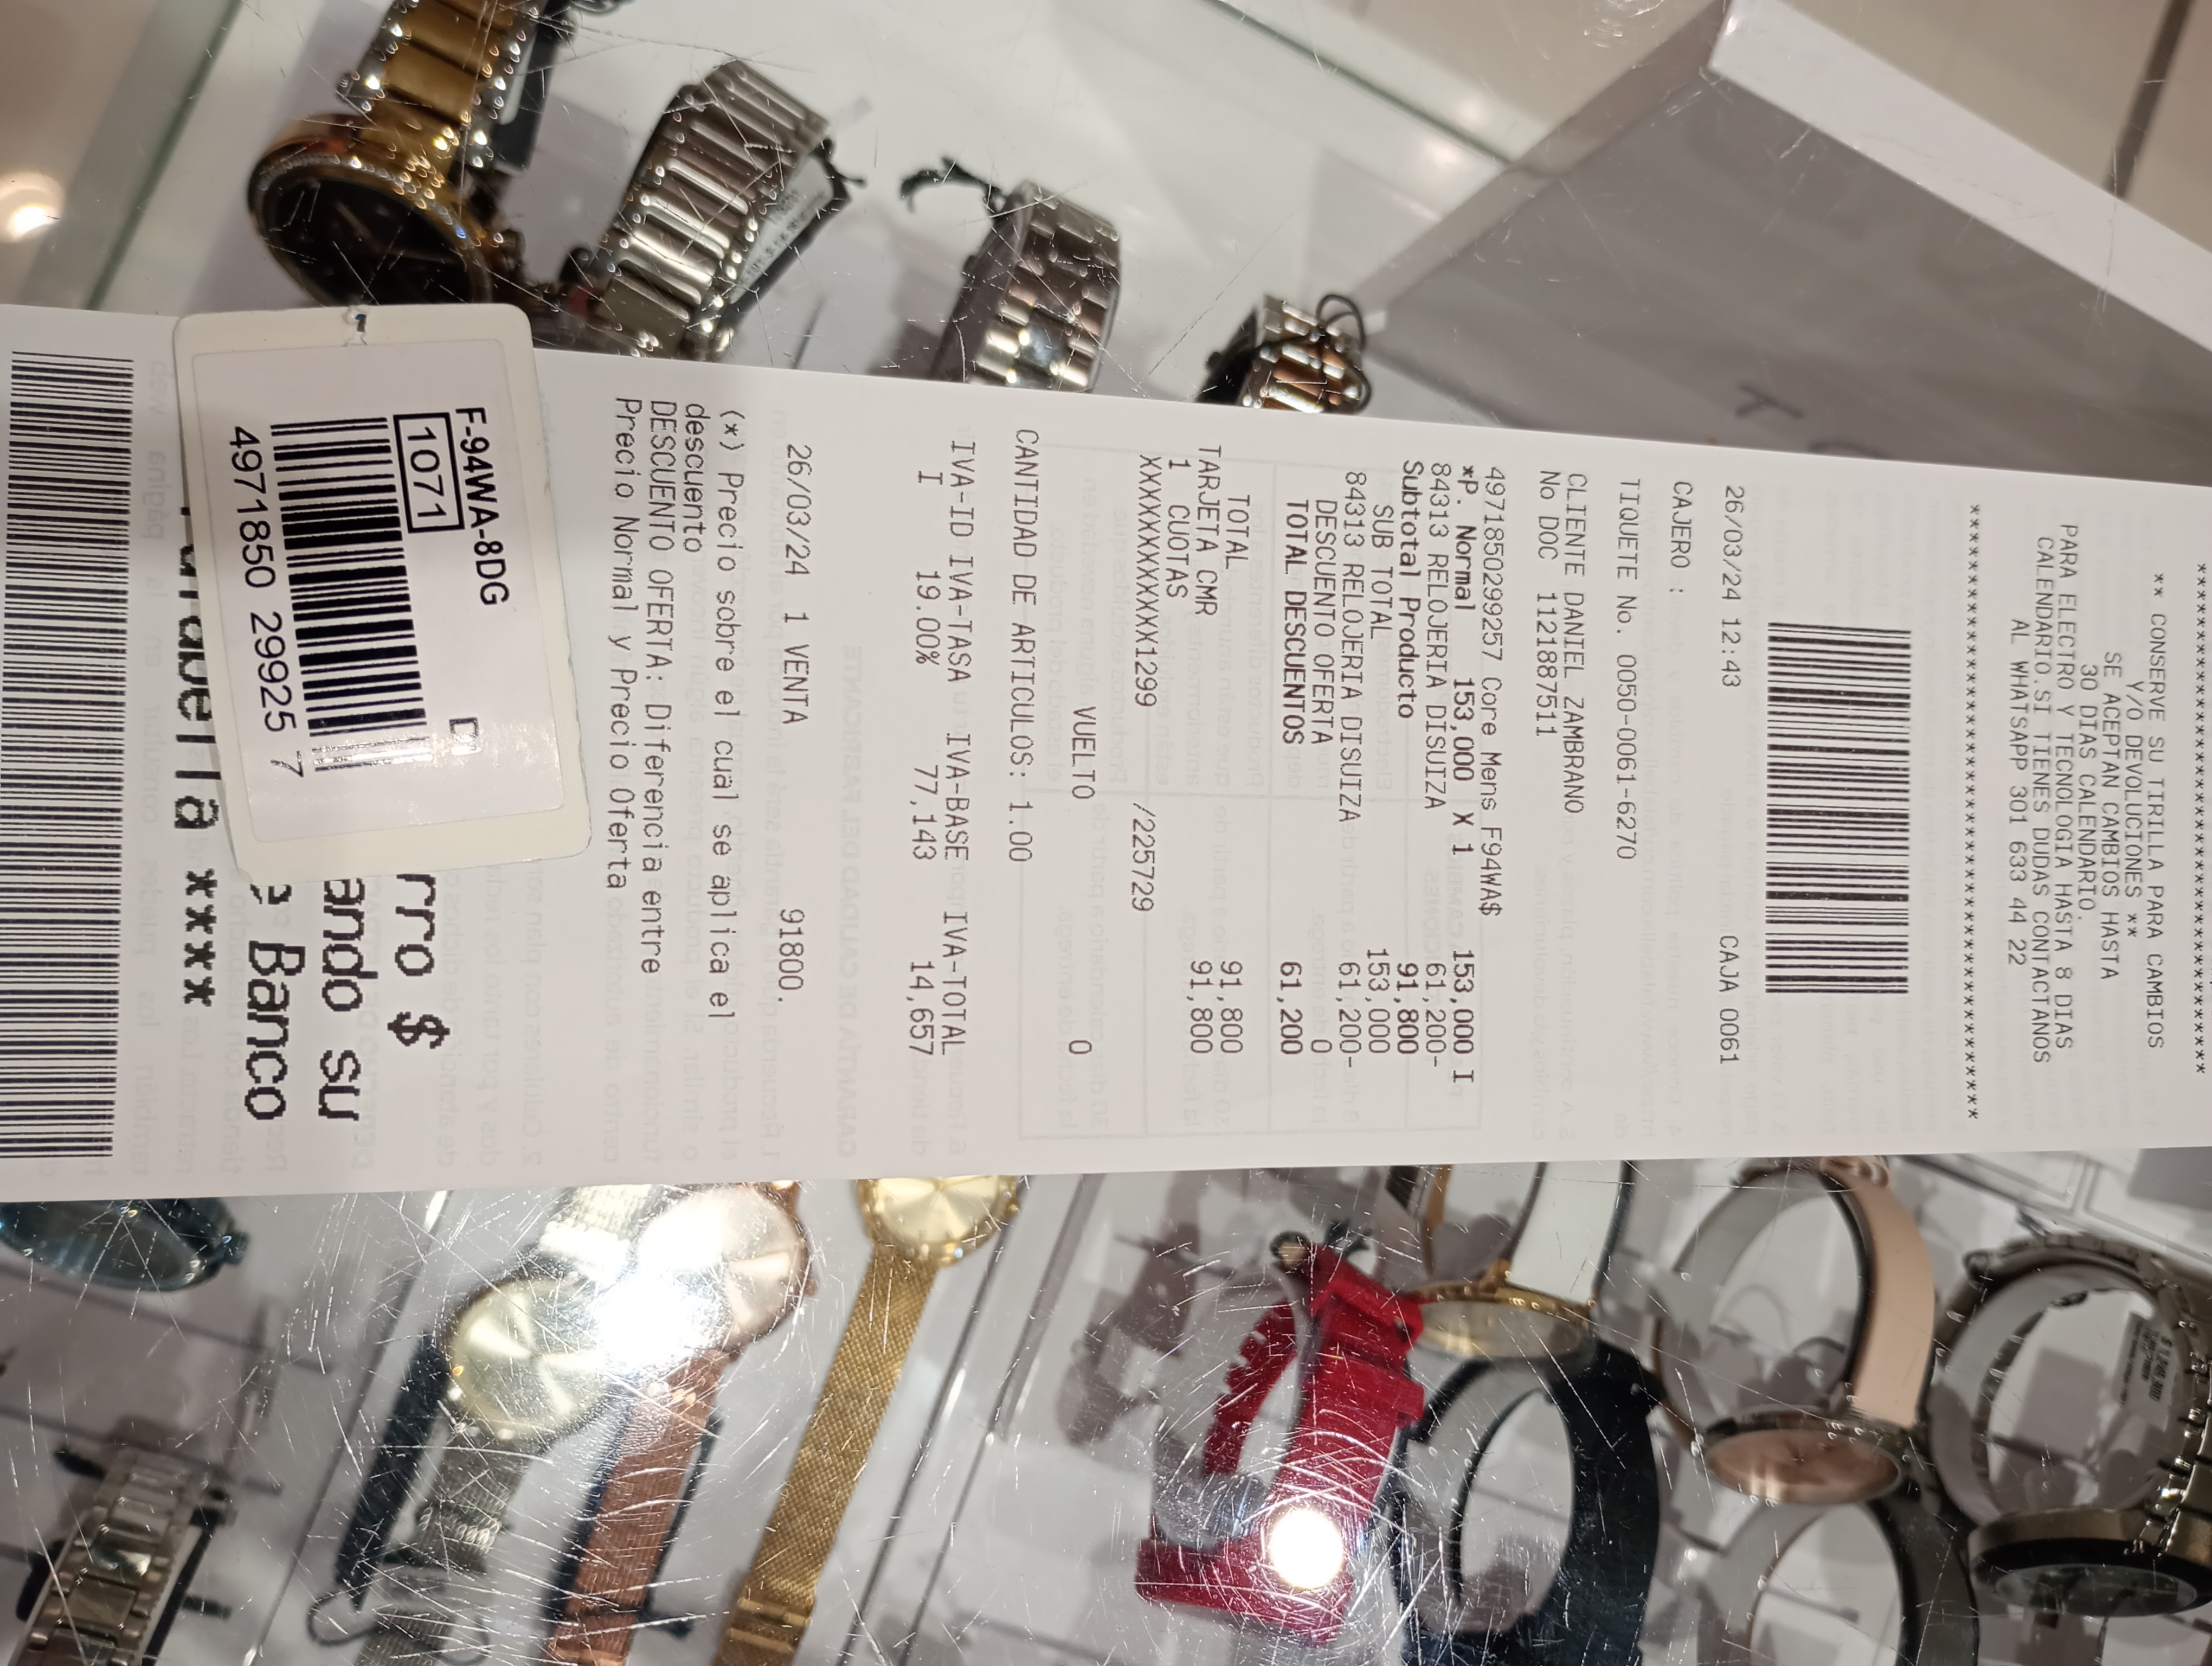 ************************************
** CONSERVE SU TIRILLA PARA CAMBIOS
Y/O DEVOLUCIONES **
SE ACEPTAN CAMBIOS HASTA
30 DIAS CALENDARIO.
PARA ELECTRO Y TECNOLOGIA HASTA 8 DIAS
CALENDARIO.SI TIENES DUDAS CONTACTANOS
AL WHATSAPP 301 633 44 22
****************************************
26/03/24 12:43 CAJA 0061
CAJERO :
TIQUETE No. 0050-0061-6270
CLIENTE DANIEL ZAMBRANO
No DOC 1121887511
4971850299257 Core Mens F94WA$
*P. Normal 153,000 X 1 153,000 I
84313 RELOJERIA DISUIZA 61,200-
Subtotal Producto 91,800
SUB TOTAL 153,000
84313 RELOJERIA DISUIZA 61,200-
DESCUENTO OFERTA 0
TOTAL DESCUENTOS 61,200
TOTAL 91,800
TARJETA CMR 91,800
1 CUOTAS
XXXXXXXXXXXX1299 /225729
VUELTO 0
CANTIDAD DE ARTICULOS: 1.00
IVA-ID IVA-TASA IVA-BASE IVA-TOTAL
I 19.00% 77,143 14,657
26/03/24 1 VENTA 91800.
(*) Precio sobre el cual se aplica el
descuento
DESCUENTO OFERTA: Diferencia entre
Precio Normal y Precio Oferta
F-94WA-8DG
1071
4971850 29925 7
rro $
ando su
Banco
****